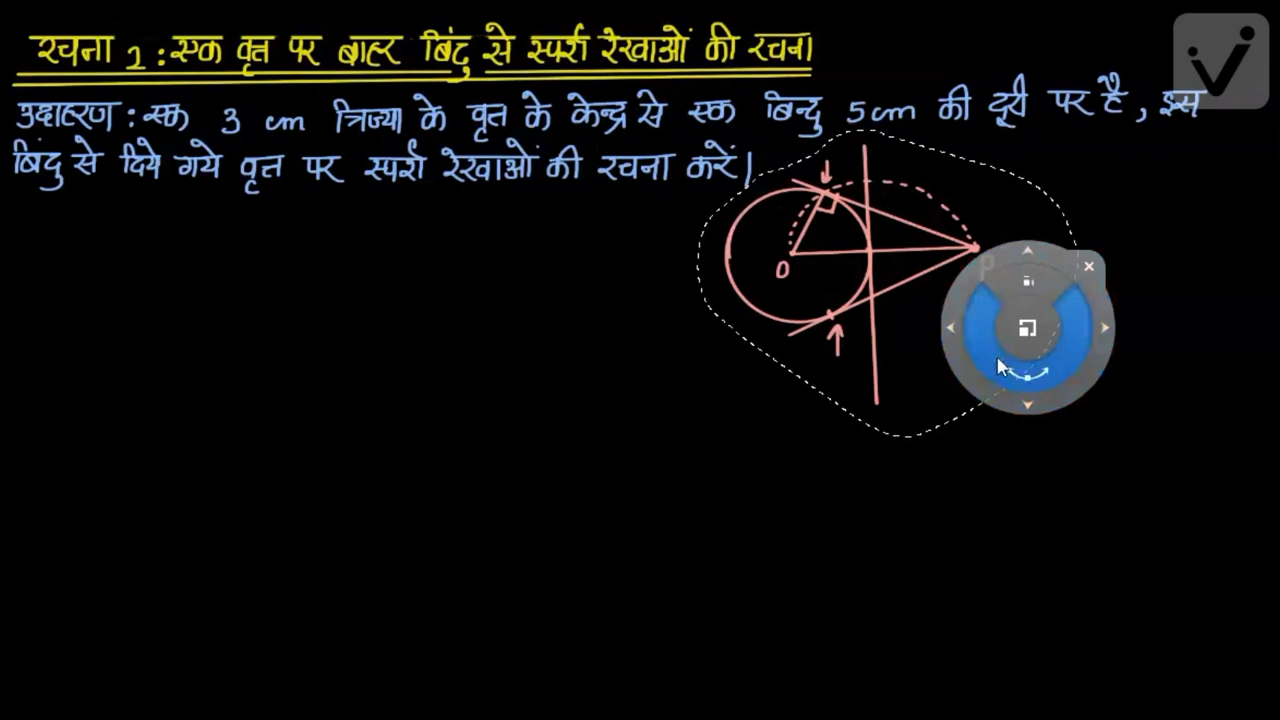 रचना 2 : एक वृत्त पर बाहर बिंदु से स्पर्श रेखाओं की रचना
उदाहरण : एक 3 cm त्रिज्या के वृत्त के केन्द्र से एक बिन्दु 5cm की दूरी पर है , इस
बिंदु से दिये गये वृत्त पर स्पर्श रेखाओं की रचना करें |
O
P